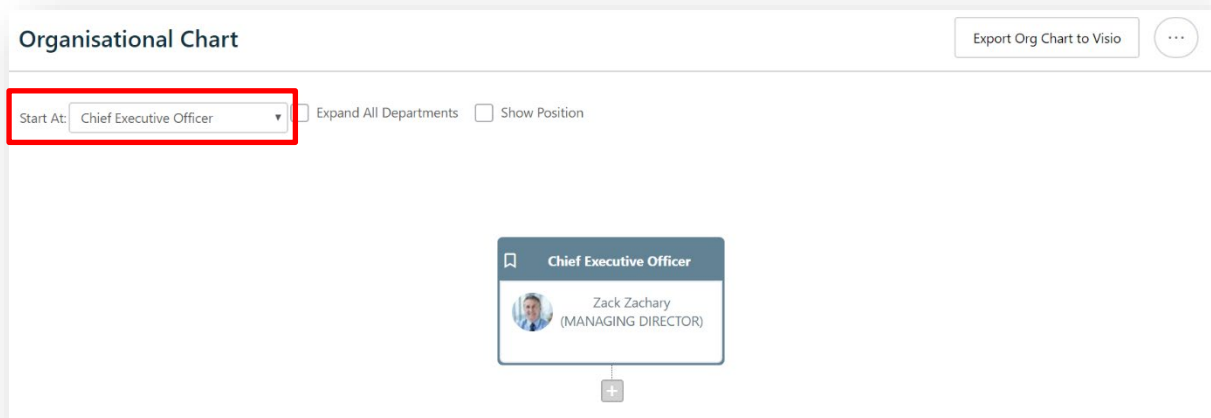 Organisational Chart
Export Org Chart to Visio
...
Start At: Chief Executive Officer
Expand All Departments
Show Position
Chief Executive Officer
Zack Zachary
(MANAGING DIRECTOR)
+